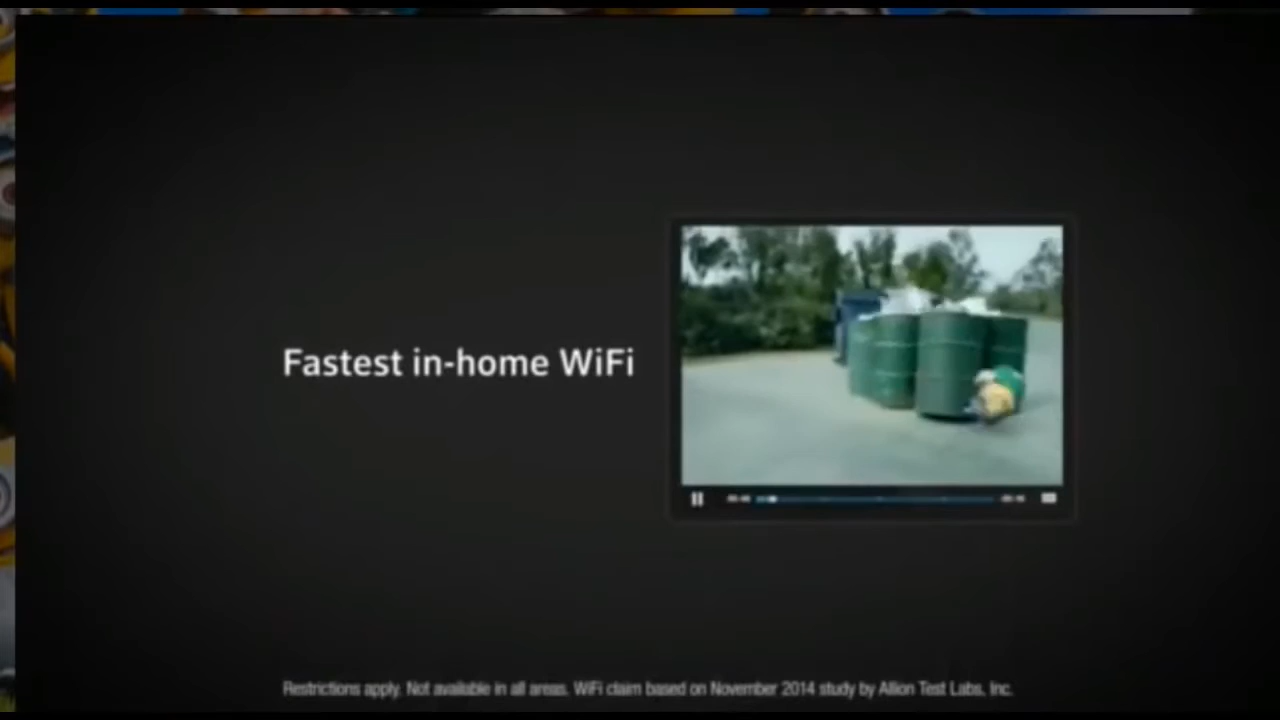 Fastest in-home WiFi
Restrictions apply. Not available in all areas. WiFi claim based on November 2014 study by Allion Test Labs, Inc.